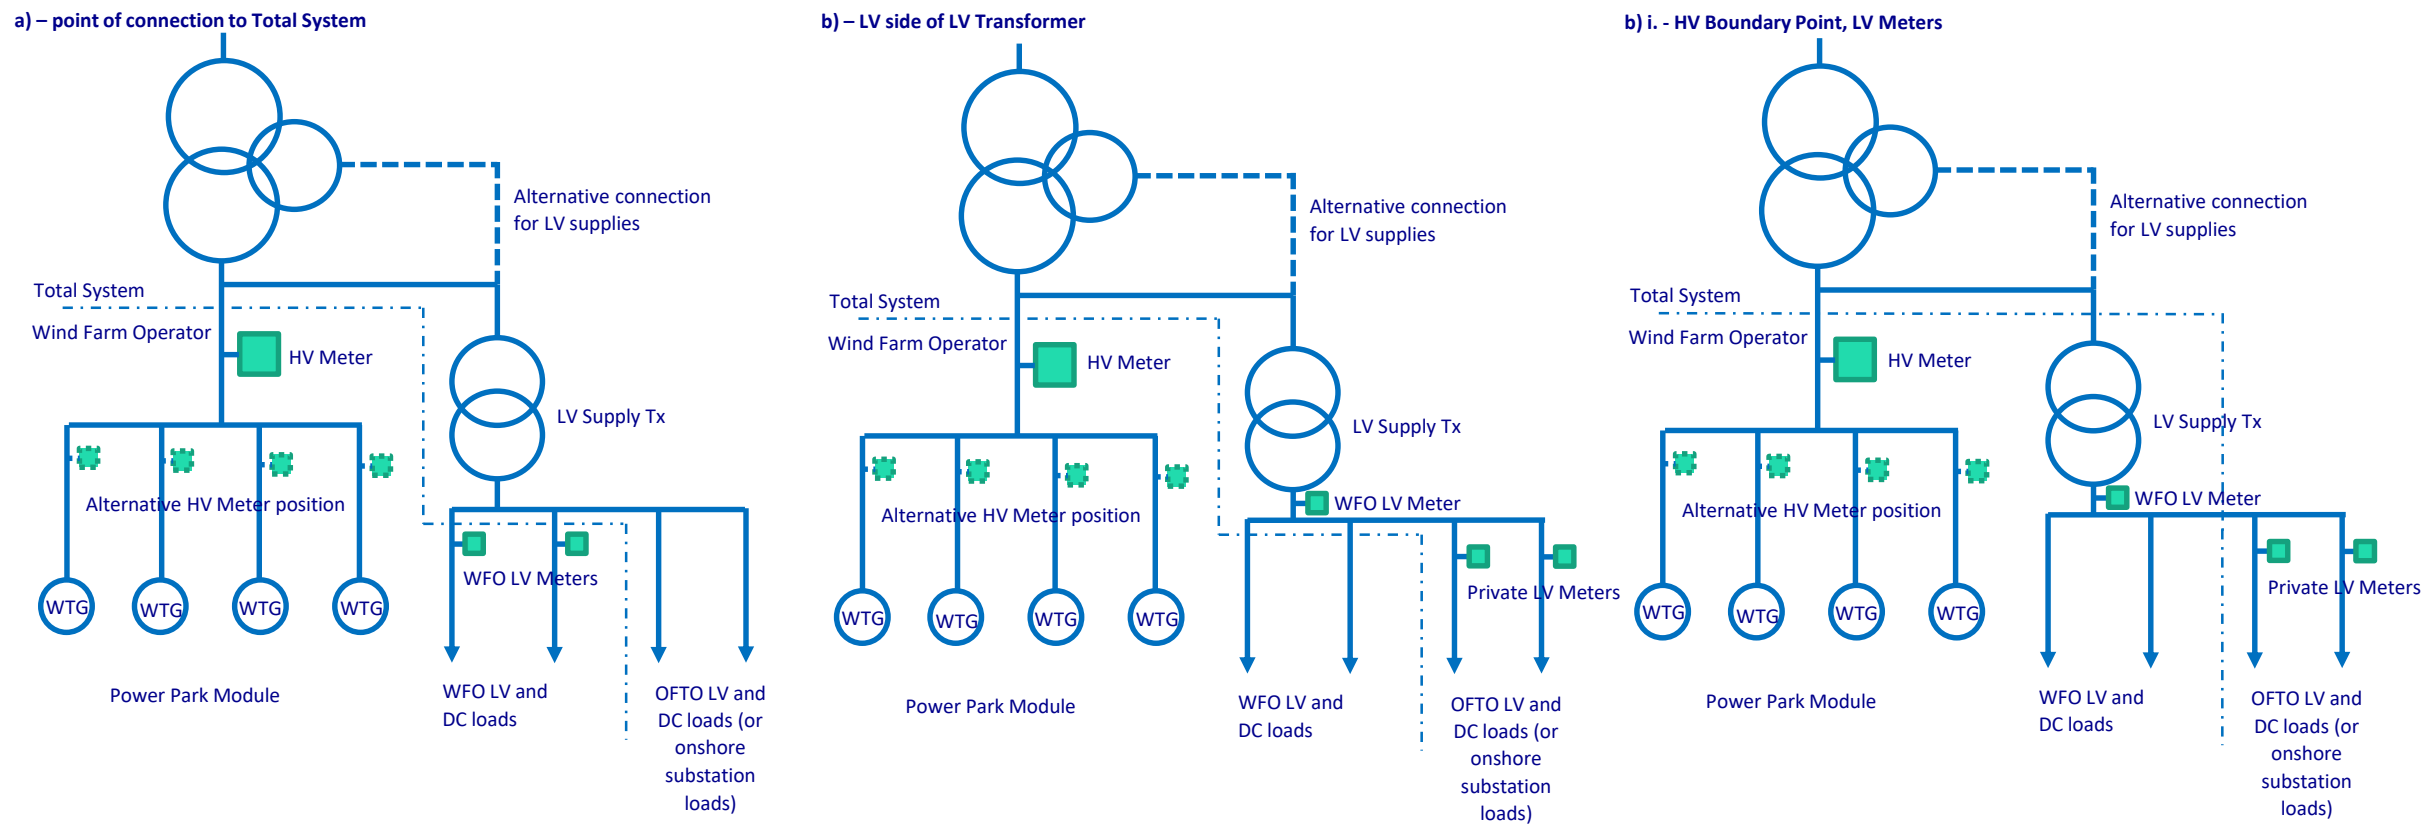 a) – point of connection to Total System
Alternative connection
for LV supplies
Total System
Wind Farm Operator
HV Meter
LV Supply Tx
Alternative HV Meter position
WFO LV Meters
WTG
WTG
WTG
WTG
Power Park Module
WFO LV and
DC loads
OFTO LV and
DC loads (or
onshore
substation
loads)
b) – LV side of LV Transformer
Alternative connection
for LV supplies
Total System
Wind Farm Operator
HV Meter
LV Supply Tx
WFO LV Meter
Alternative HV Meter position
Private LV Meters
WTG
WTG
WTG
WTG
Power Park Module
WFO LV and
DC loads
OFTO LV and
DC loads (or
onshore
substation
loads)
b) i. - HV Boundary Point, LV Meters
Alternative connection
for LV supplies
Total System
Wind Farm Operator
HV Meter
LV Supply Tx
WFO LV Meter
Alternative HV Meter position
Private LV Meters
WTG
WTG
WTG
WTG
Power Park Module
WFO LV and
DC loads
OFTO LV and
DC loads (or
onshore
substation
loads)